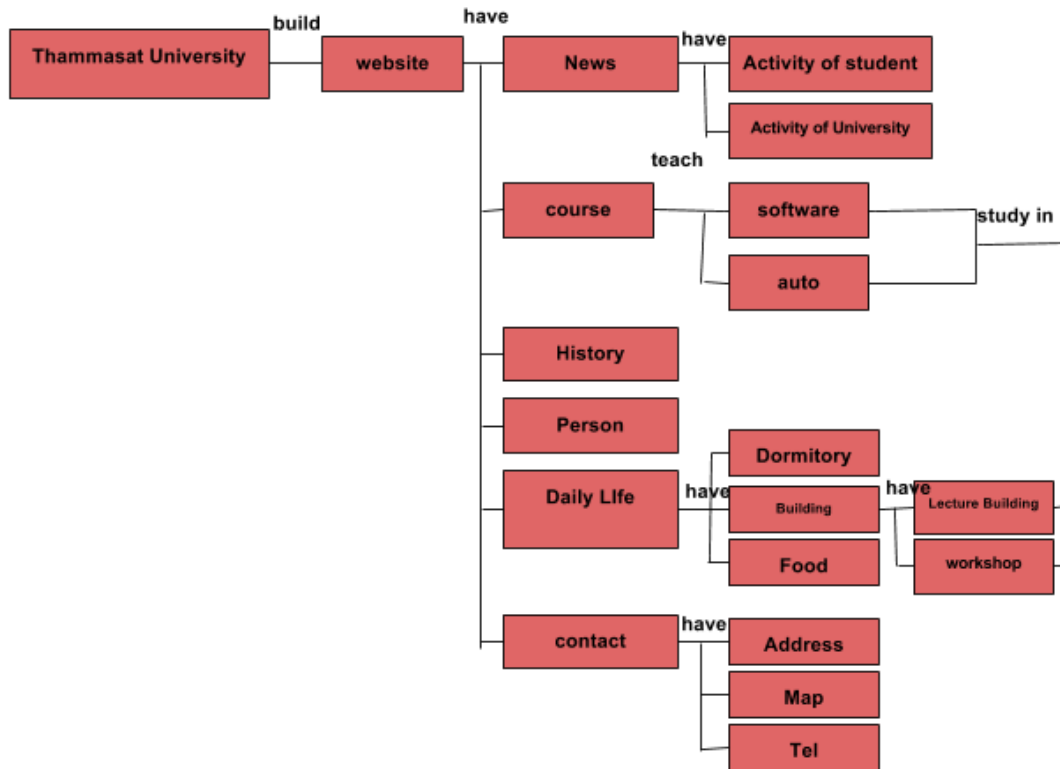 build
have
Thammasat University
website
News
have
Activity of student
Activity of University
teach
course
software
study in
auto
History
Person
Daily LIfe
have
Dormitory
Building
have
Lecture Building
Food
workshop
contact
have
Address
Map
Tel